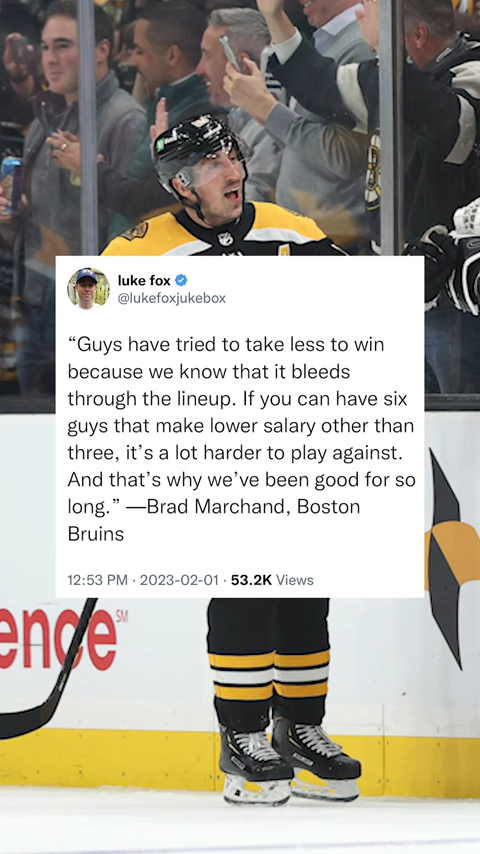 luke fox
@lukefoxjukebox
“Guys have tried to take less to win
because we know that it bleeds
through the lineup. If you can have six
guys that make lower salary other than
three, it’s a lot harder to play against.
And that’s why we’ve been good for so
long.” —Brad Marchand, Boston
Bruins
12:53 PM · 2023-02-01 · 53.2K Views
ence℠